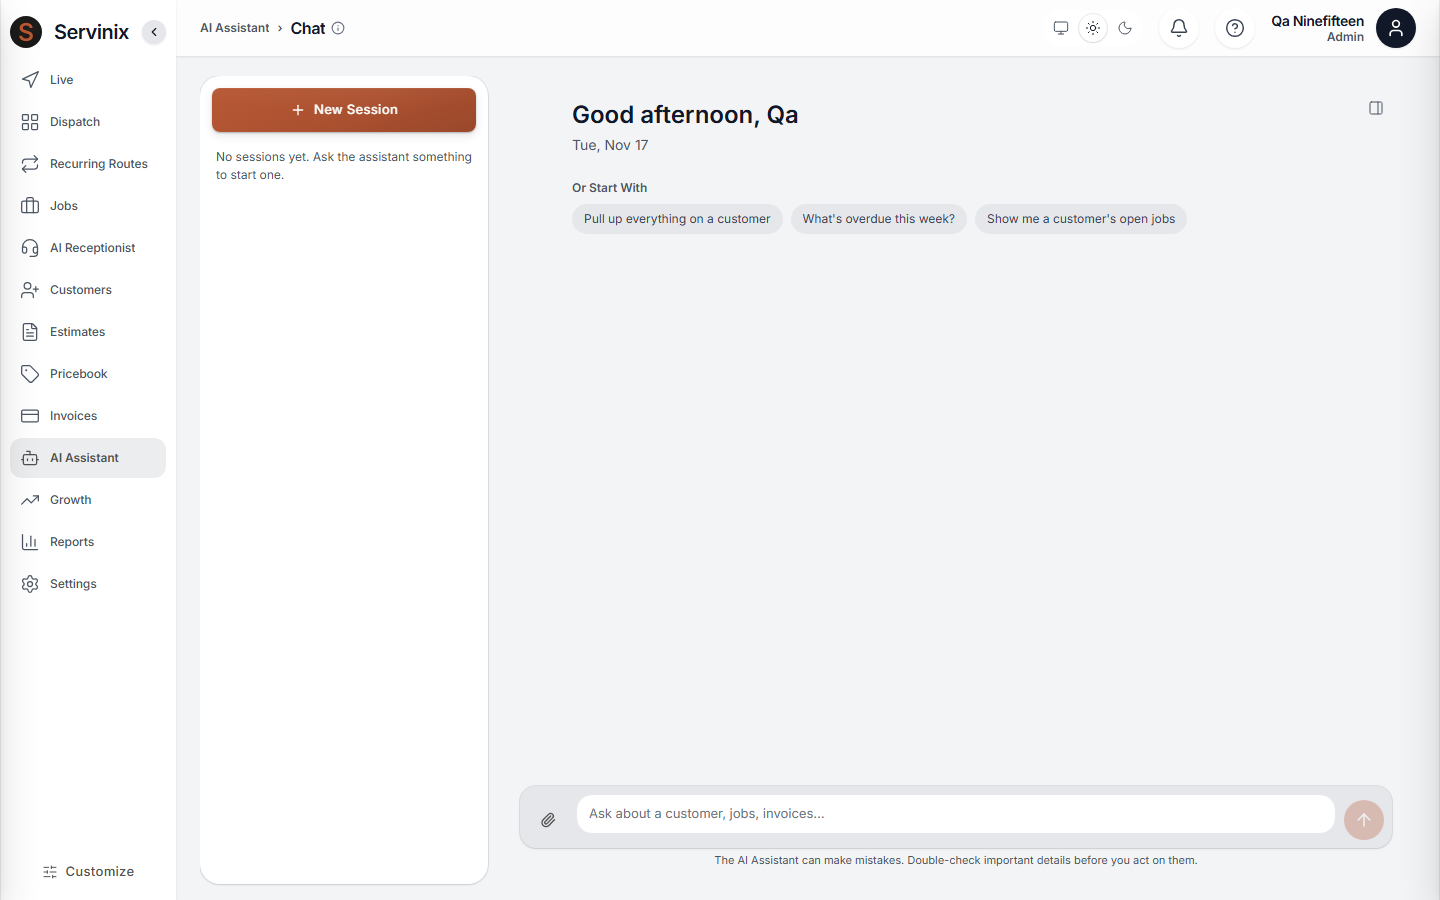 S Servinix
Live
Dispatch
Recurring Routes
Jobs
AI Receptionist
Customers
Estimates
Pricebook
Invoices
AI Assistant
Growth
Reports
Settings
Customize
AI Assistant › Chat
Qa Ninefifteen
Admin
+ New Session
No sessions yet. Ask the assistant something
to start one.
Good afternoon, Qa
Tue, Nov 17
Or Start With
Pull up everything on a customer
What's overdue this week?
Show me a customer's open jobs
Ask about a customer, jobs, invoices...
The AI Assistant can make mistakes. Double-check important details before you act on them.